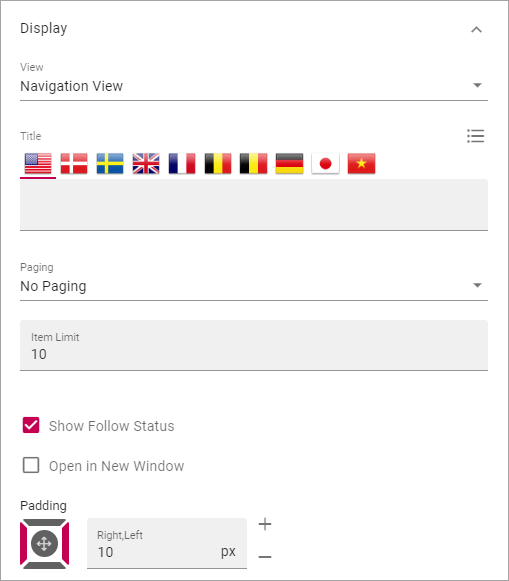 Display
View
Navigation View
Title
Paging
No Paging
Item Limit
10
Show Follow Status
Open in New Window
Padding
Right,Left
10 px